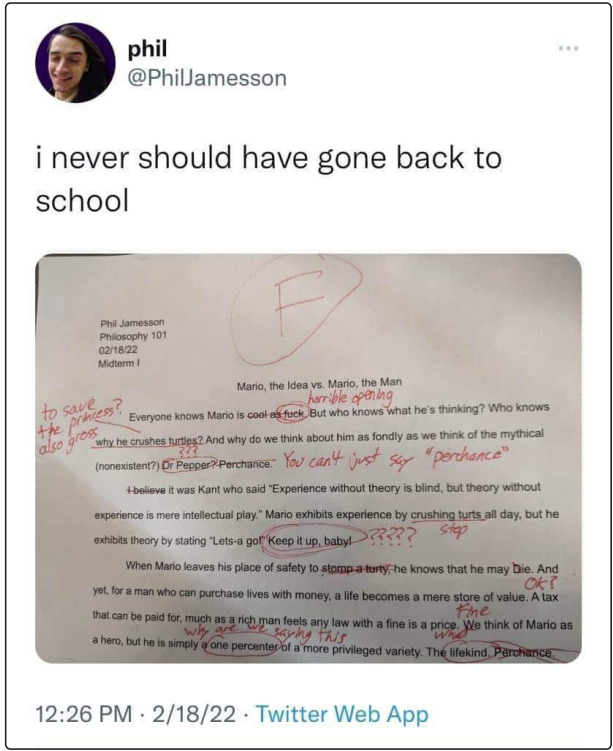 phil
@PhilJamesson
i never should have gone back to
school
F
Phil Jamesson
Philosophy 101
02/18/22
Midterm I
Mario, the Idea vs. Mario, the Man
horrible opening
to save
the princess?
also gross
Everyone knows Mario is cool as fuck. But who knows what he's thinking? Who knows
why he crushes turtles? And why do we think about him as fondly as we think of the mythical
???
(nonexistent?) Dr Pepper? Perchance. You can't just say "perchance"
I believe it was Kant who said "Experience without theory is blind, but theory without
experience is mere intellectual play." Mario exhibits experience by crushing turts all day, but he
stop
exhibits theory by stating "Lets-a go!" Keep it up, baby! ?????
When Mario leaves his place of safety to stomp a turty, he knows that he may Die. And
OK?
yet, for a man who can purchase lives with money, a life becomes a mere store of value. A tax
fine
that can be paid for, much as a rich man feels any law with a fine is a price. We think of Mario as
why are we saying this
what
a hero, but he is simply a one percenter of a more privileged variety. The lifekind. Perchance.
12:26 PM · 2/18/22 · Twitter Web App